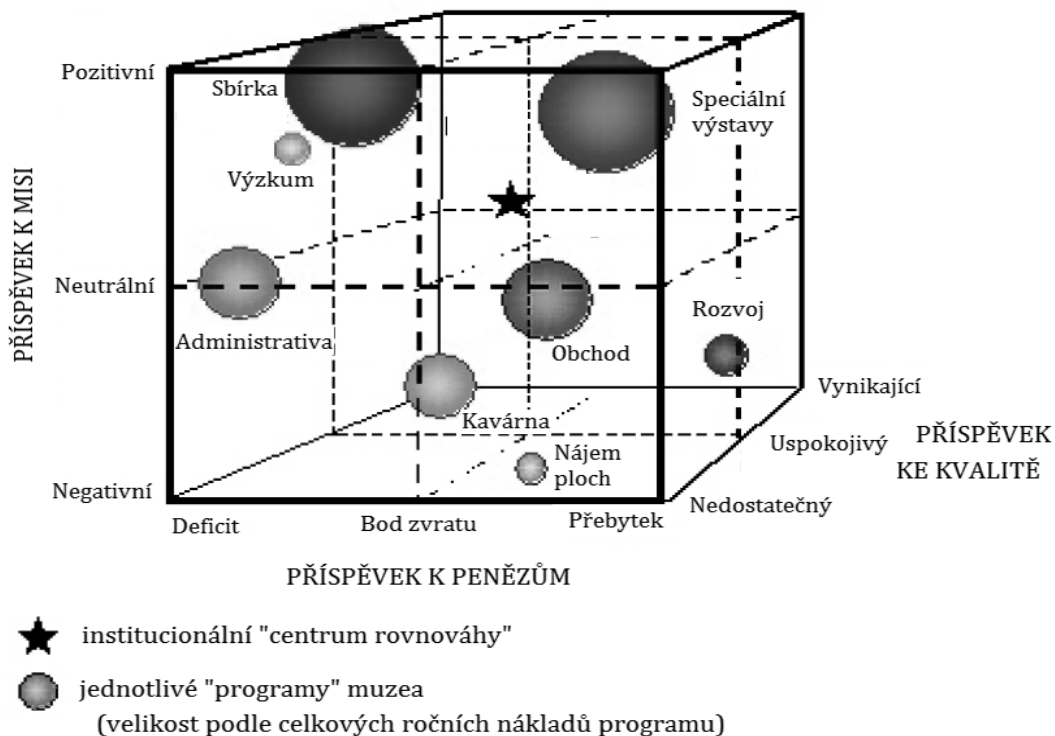 Pozitivní
Sbírka
Speciální
výstavy
Výzkum
PŘÍSPĚVEK K MISI
Neutrální
Administrativa
Obchod
Rozvoj
Kavárna
Vynikající
Nájem
ploch
Uspokojivý
PŘÍSPĚVEK
KE KVALITĚ
Negativní
Nedostatečný
Deficit
Bod zvratu
Přebytek
PŘÍSPĚVEK K PENĚZŮM
institucionální "centrum rovnováhy"
jednotlivé "programy" muzea
(velikost podle celkových ročních nákladů programu)